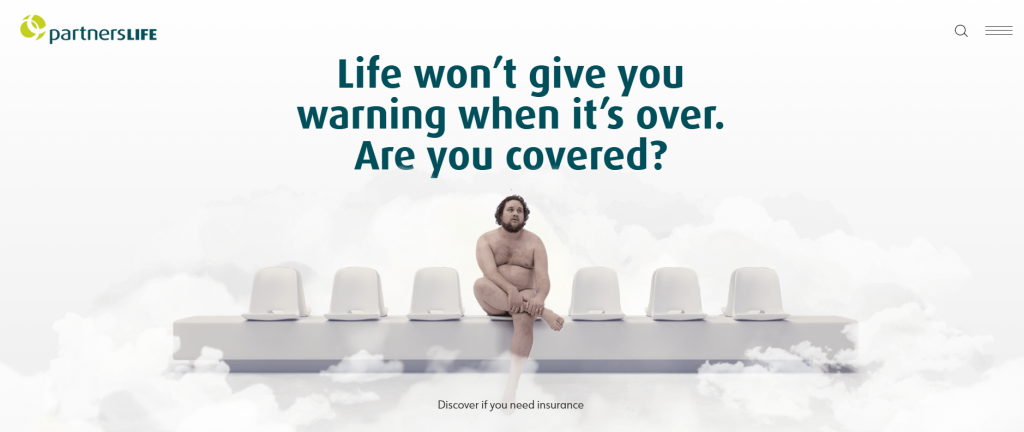 partnersLIFE
Life won’t give you
warning when it’s over.
Are you covered?
Discover if you need insurance